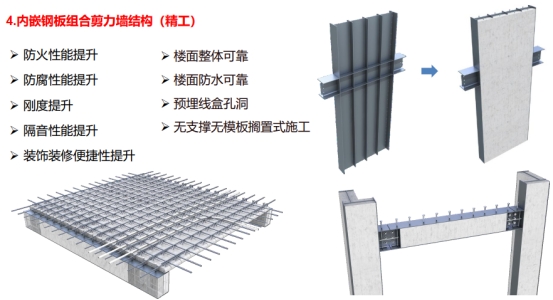 4.内嵌钢板组合剪力墙结构（精工）
➢ 防火性能提升
➢ 防腐性能提升
➢ 刚度提升
➢ 隔音性能提升
➢ 装饰装修便捷性提升
➢ 楼面整体可靠
➢ 楼面防水可靠
➢ 预埋线盒孔洞
➢ 无支撑无模板搁置式施工